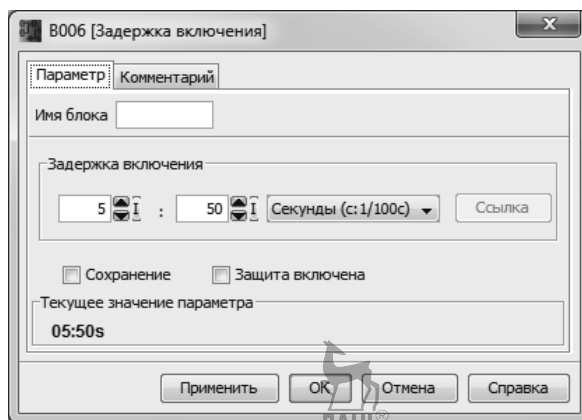 B006 [Задержка включения]
Параметр Комментарий
Имя блока
Задержка включения
5 : 50 Секунды (с:1/100с) Ссылка
Сохранение Защита включена
Текущее значение параметра
05:50s
Применить OK Отмена Справка